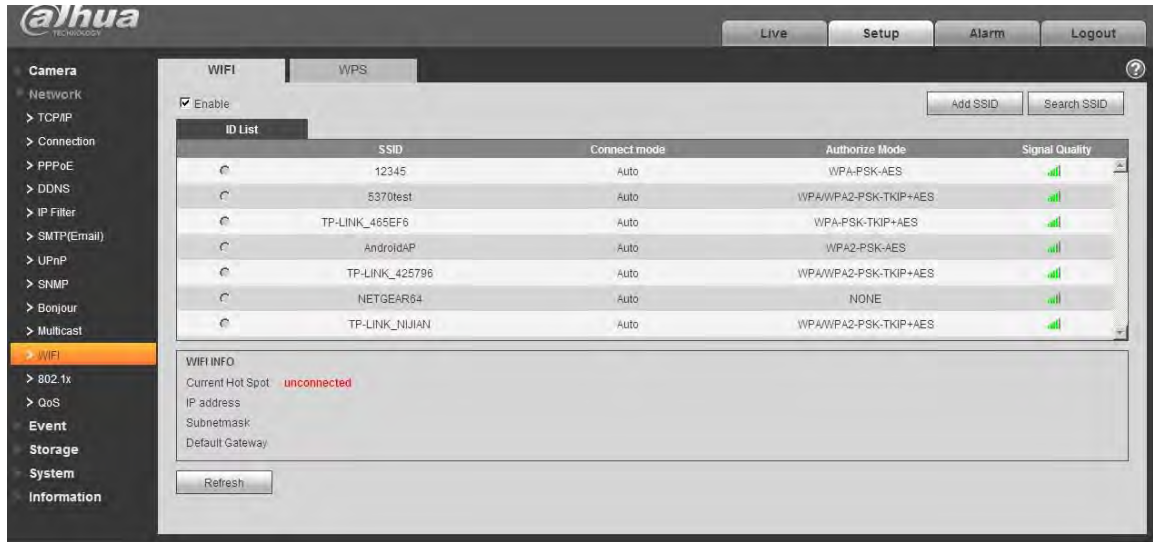 alhua
TECHNOLOGY
Live Setup Alarm Logout
Camera
Network
> TCP/IP
> Connection
> PPPoE
> DDNS
> IP Filter
> SMTP(Email)
> UPnP
> SNMP
> Bonjour
> Multicast
> WIFI
> 802.1x
> QoS
Event
Storage
System
Information
WIFI WPS
?
Enable Add SSID Search SSID
ID List
SSID Connect mode Authorize Mode Signal Quality
12345 Auto WPA-PSK-AES
5370test Auto WPA/WPA2-PSK-TKIP+AES
TP-LINK_465EF6 Auto WPA-PSK-TKIP+AES
AndroidAP Auto WPA2-PSK-AES
TP-LINK_425796 Auto WPA/WPA2-PSK-TKIP+AES
NETGEAR64 Auto NONE
TP-LINK_NIJIAN Auto WPA/WPA2-PSK-TKIP+AES
WIFI INFO
Current Hot Spot unconnected
IP address
Subnetmask
Default Gateway
Refresh